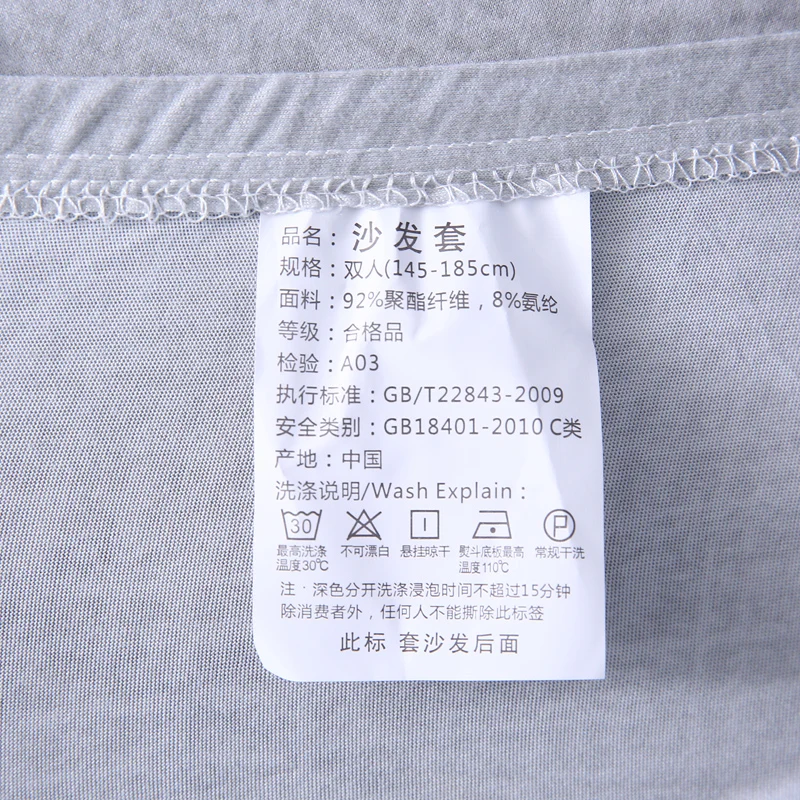 品名：沙发套
规格：双人(145-185cm)
面料：92%聚酯纤维，8%氨纶
等级：合格品
检验：A03
执行标准：GB/T22843-2009
安全类别：GB18401-2010 C类
产地：中国
洗涤说明/Wash Explain：
30 P
最高洗涤温度30℃ 不可漂白 悬挂晾干 熨斗底板最高温度110℃ 常规干洗
注·深色分开洗涤浸泡时间不超过15分钟
除消费者外，任何人不能撕除此标签
此标 套沙发后面